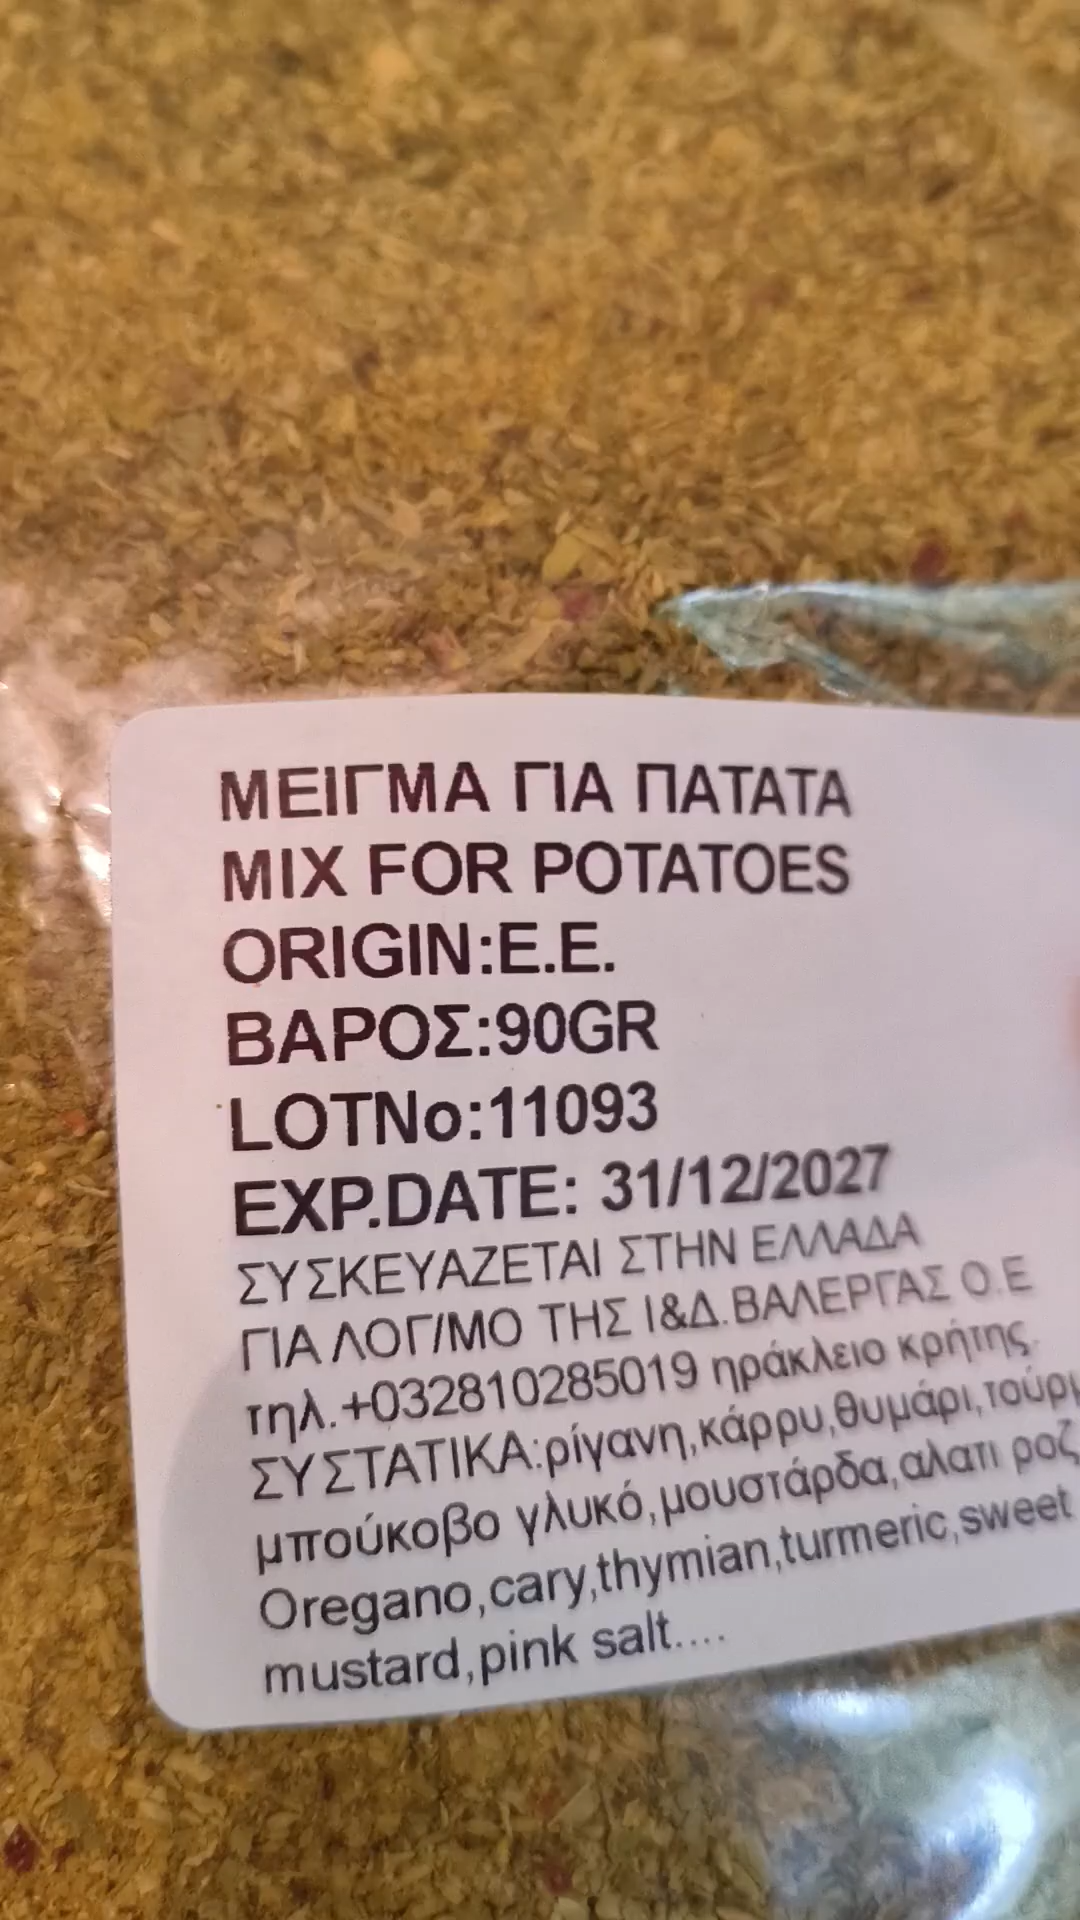 ΜΕΙΓΜΑ ΓΙΑ ΠΑΤΑΤΑ
MIX FOR POTATOES
ORIGIN:E.E.
ΒΑΡΟΣ:90GR
LOTNo:11093
EXP.DATE: 31/12/2027
ΣΥΣΚΕΥΑΖΕΤΑΙ ΣΤΗΝ ΕΛΛΑΔΑ
ΓΙΑ ΛΟΓ/ΜΟ ΤΗΣ Ι&Δ.ΒΑΛΕΡΓΑΣ Ο.Ε
τηλ.+032810285019 ηράκλειο κρήτης.
ΣΥΣΤΑΤΙΚΑ:ρίγανη,κάρρυ,θυμάρι,
μπούκοβο γλυκό,μουστάρδα,αλατι ροζ
Oregano,cary,thymian,turmeric,sweet
mustard,pink salt....